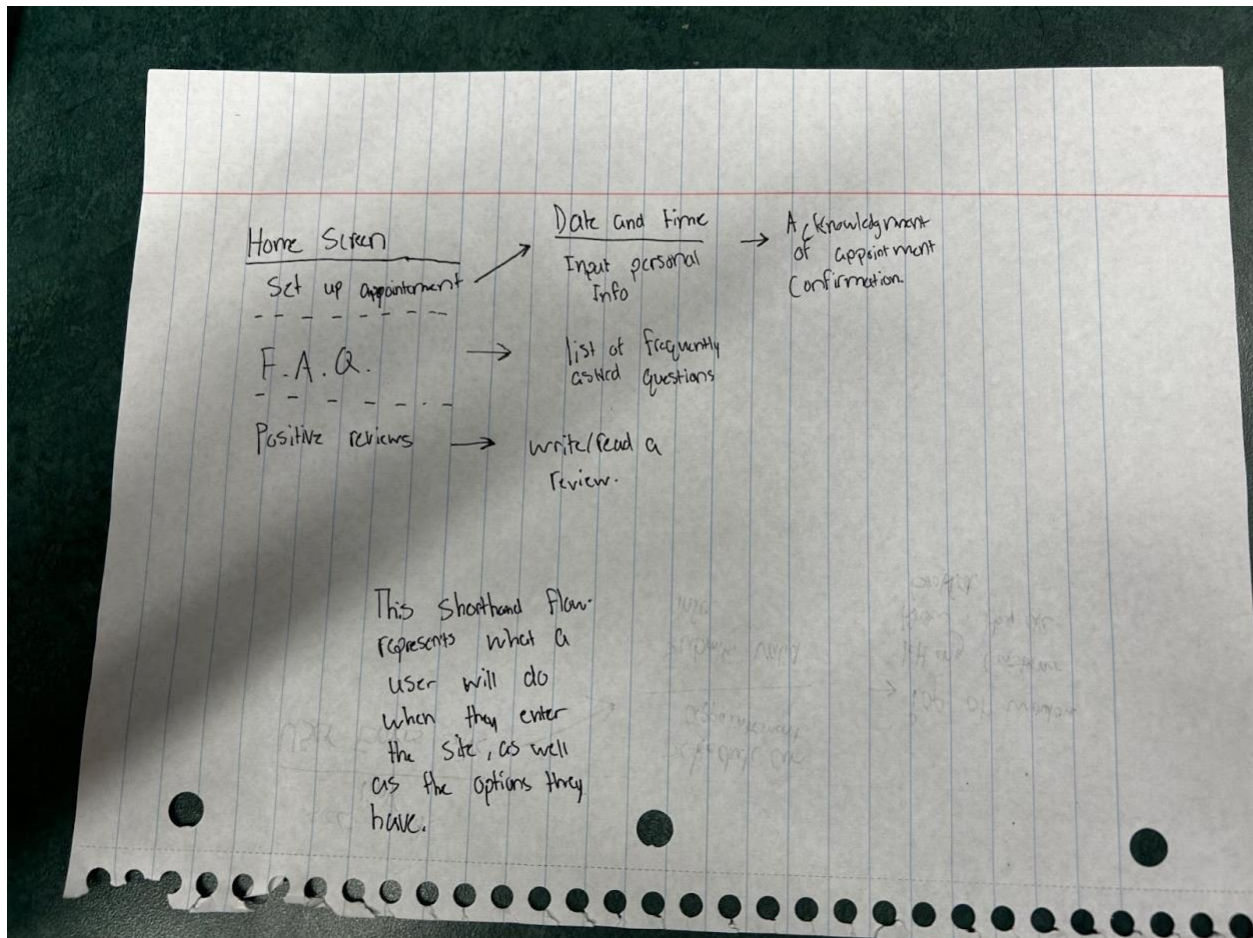 Home Screen
Set up appointement
F.A.Q.
Positive reviews
Date and time
Input personal
Info
list of frequently
asked questions
write/read a
review.
Acknowledgment
of appointment
Confirmation.
This shorthand flow
represents what a
user will do
when they enter
the site, as well
as the options they
have.